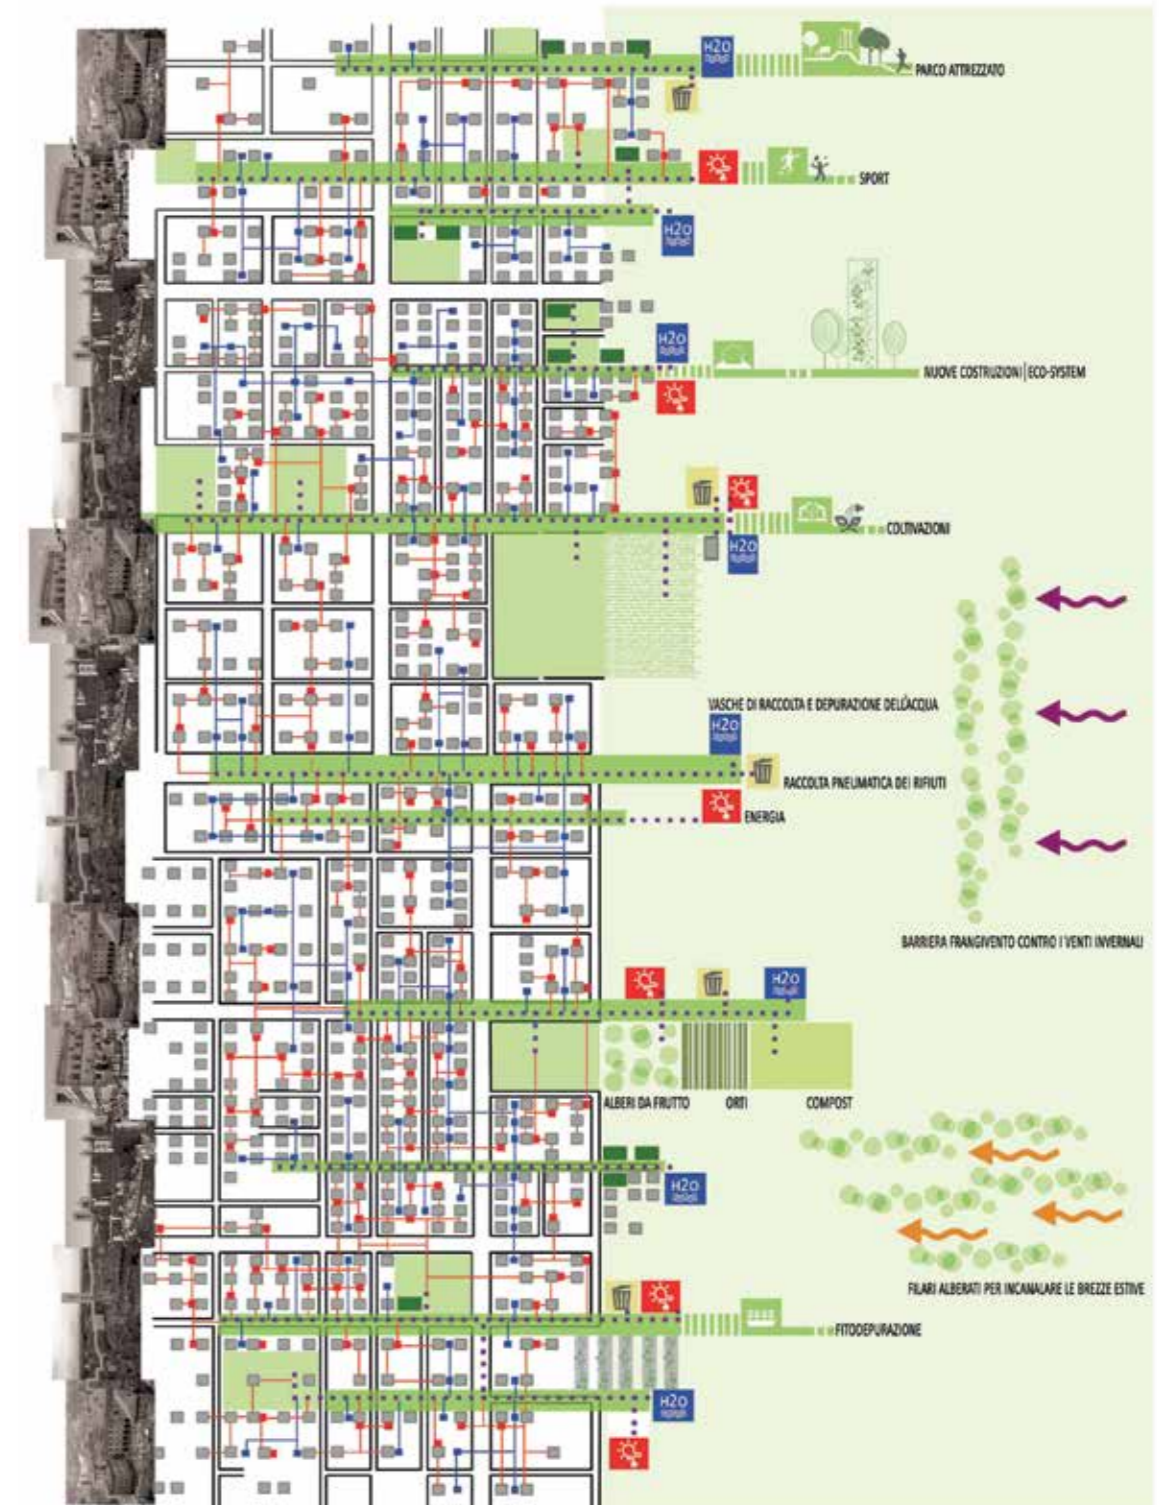 H2O
PARCO ATTREZZATO
SPORT
H2O
H2O
NUOVE COSTRUZIONI|ECO-SYSTEM
COLTIVAZIONI
H2O
VASCHE DI RACCOLTA E DEPURAZIONE DELL'ACQUA
H2O
RACCOLTA PNEUMATICA DEI RIFIUTI
ENERGIA
BARRIERA FRANGIVENTO CONTRO I VENTI INVERNALI
H2O
ALBERI DA FRUTTO ORTI COMPOST
H2O
FILARI ALBERATI PER INCANALARE LE BREZZE ESTIVE
FITODEPURAZIONE
H2O